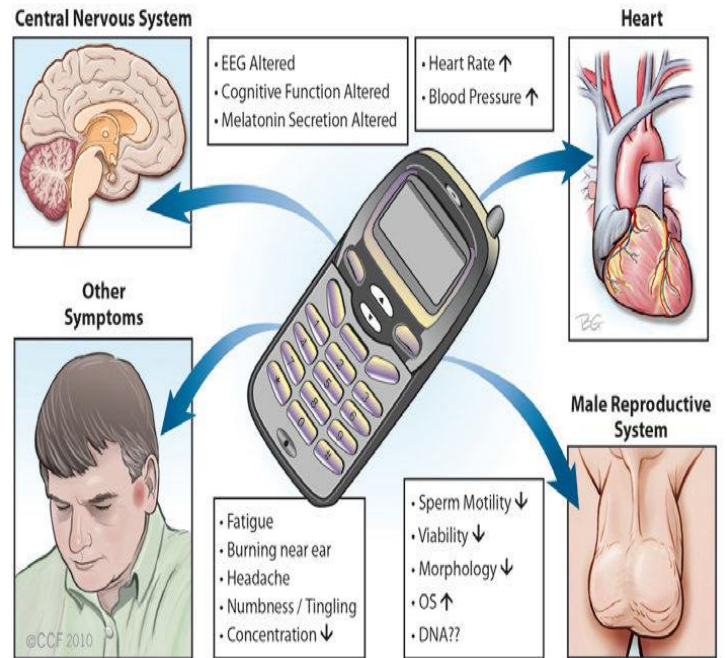 Central Nervous System
• EEG Altered
• Cognitive Function Altered
• Melatonin Secretion Altered
• Heart Rate ↑
• Blood Pressure ↑
Heart
BG
Other
Symptoms
• Fatigue
• Burning near ear
• Headache
• Numbness / Tingling
• Concentration ↓
• Sperm Motility ↓
• Viability ↓
• Morphology ↓
• OS ↑
• DNA??
Male Reproductive
System
©CCF 2010